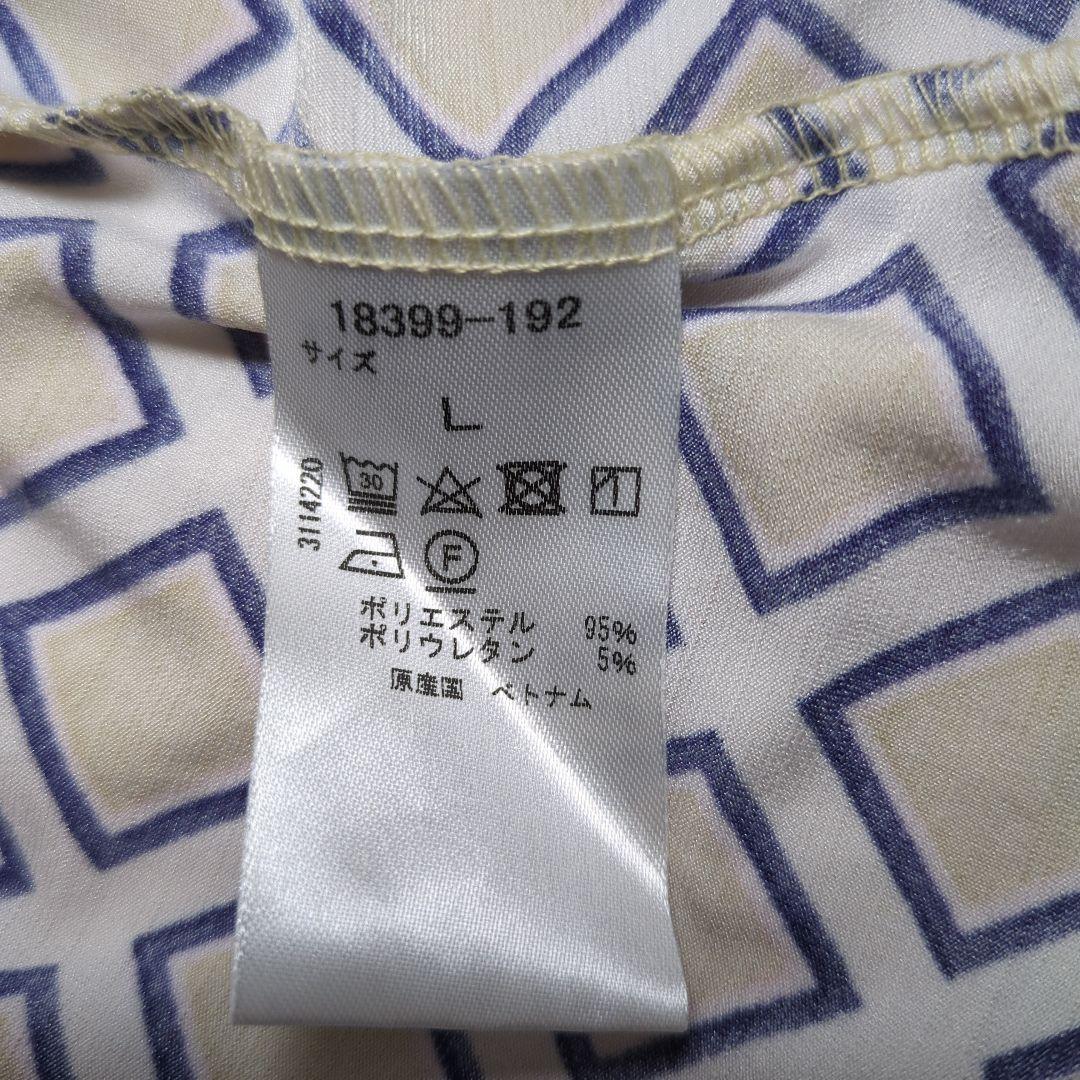 18399-192
サイズ
L
3114220
30
F
ポリエステル 95%
ポリウレタン 5%
原産国 ベトナム